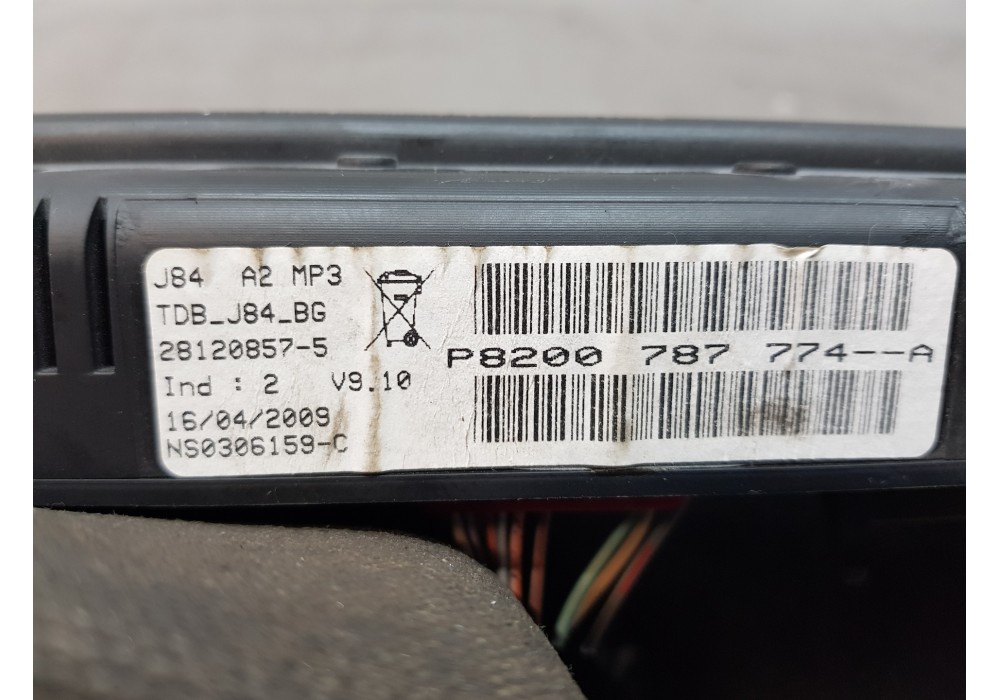 J84 A2 MP3
TDB_J84_BG
28120857-5
Ind : 2 V9.10
16/04/2009
NS0306159-C
P8200 787 774--A